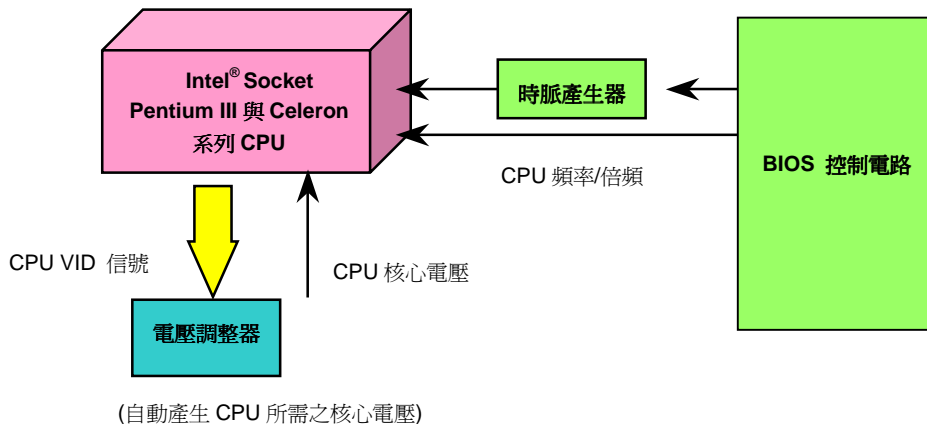 Intel® Socket
Pentium III 與 Celeron
系列 CPU
時脈產生器
BIOS 控制電路
CPU 頻率/倍頻
CPU VID 信號
CPU 核心電壓
電壓調整器
(自動產生 CPU 所需之核心電壓)